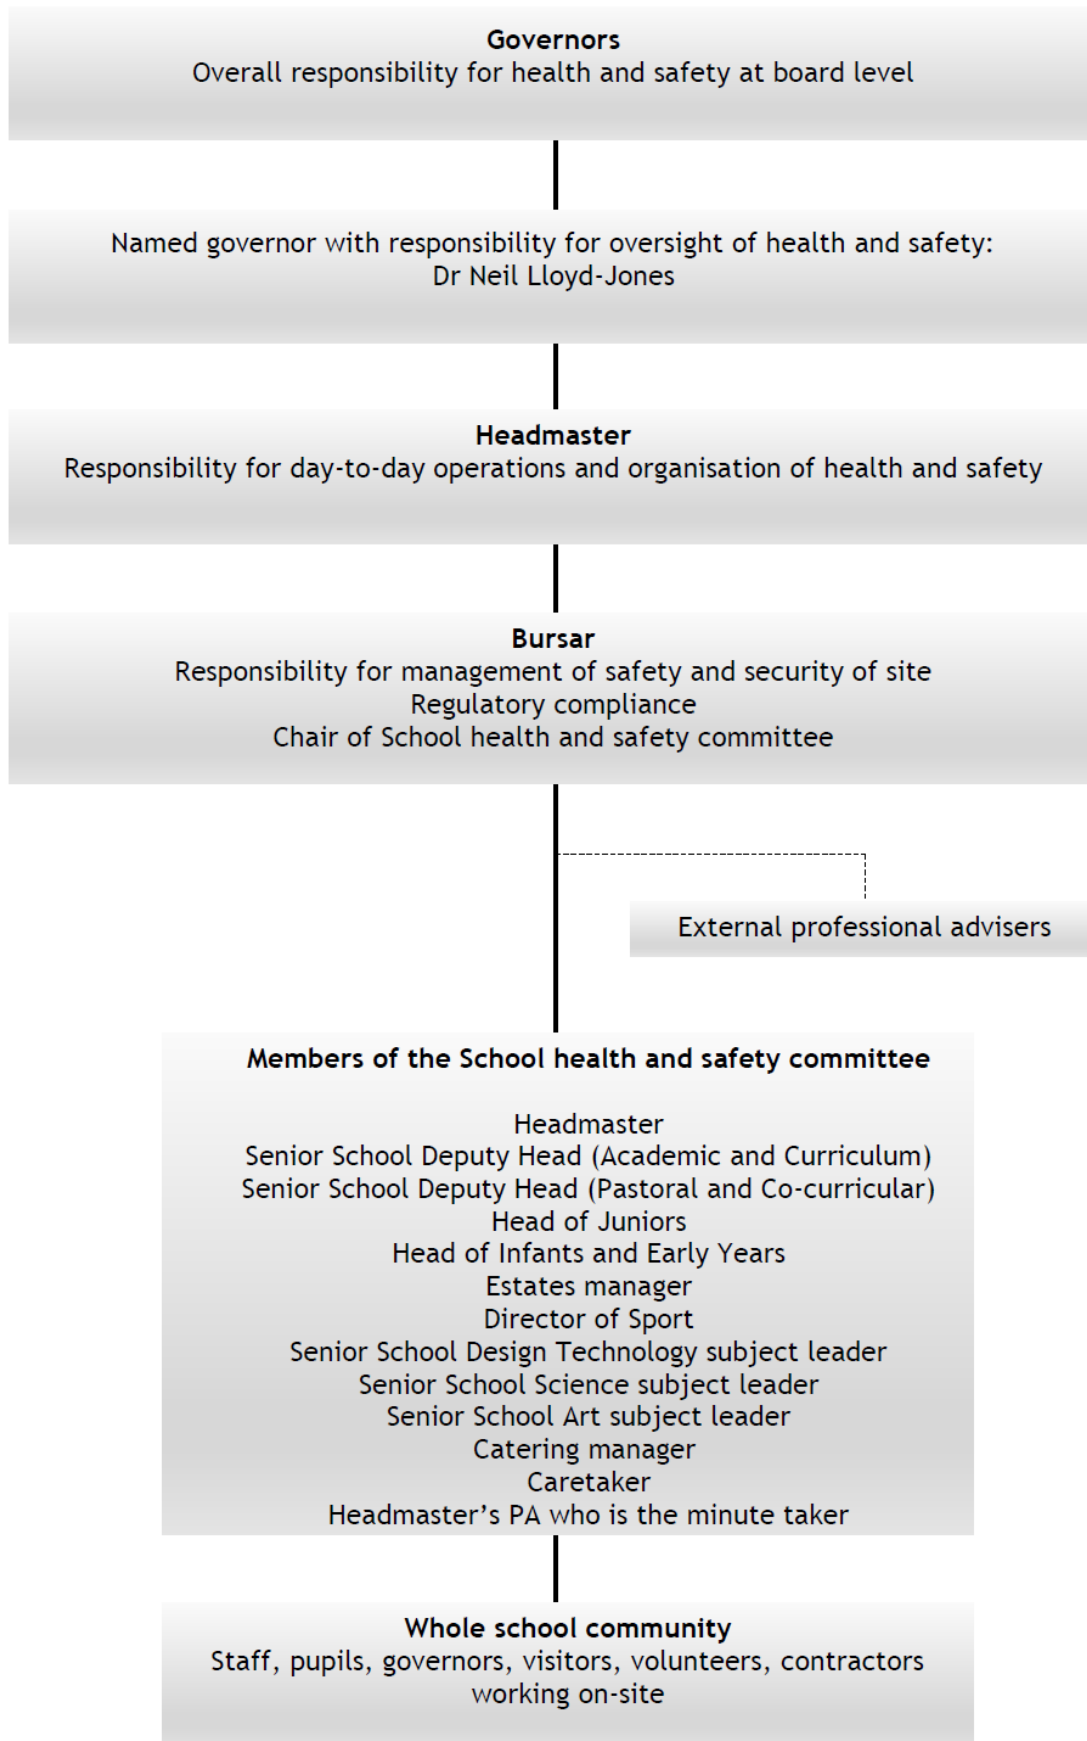 Governors
Overall responsibility for health and safety at board level
Named governor with responsibility for oversight of health and safety:
Dr Neil Lloyd-Jones
Headmaster
Responsibility for day-to-day operations and organisation of health and safety
Bursar
Responsibility for management of safety and security of site
Regulatory compliance
Chair of School health and safety committee
External professional advisers
Members of the School health and safety committee
Headmaster
Senior School Deputy Head (Academic and Curriculum)
Senior School Deputy Head (Pastoral and Co-curricular)
Head of Juniors
Head of Infants and Early Years
Estates manager
Director of Sport
Senior School Design Technology subject leader
Senior School Science subject leader
Senior School Art subject leader
Catering manager
Caretaker
Headmaster’s PA who is the minute taker
Whole school community
Staff, pupils, governors, visitors, volunteers, contractors
working on-site